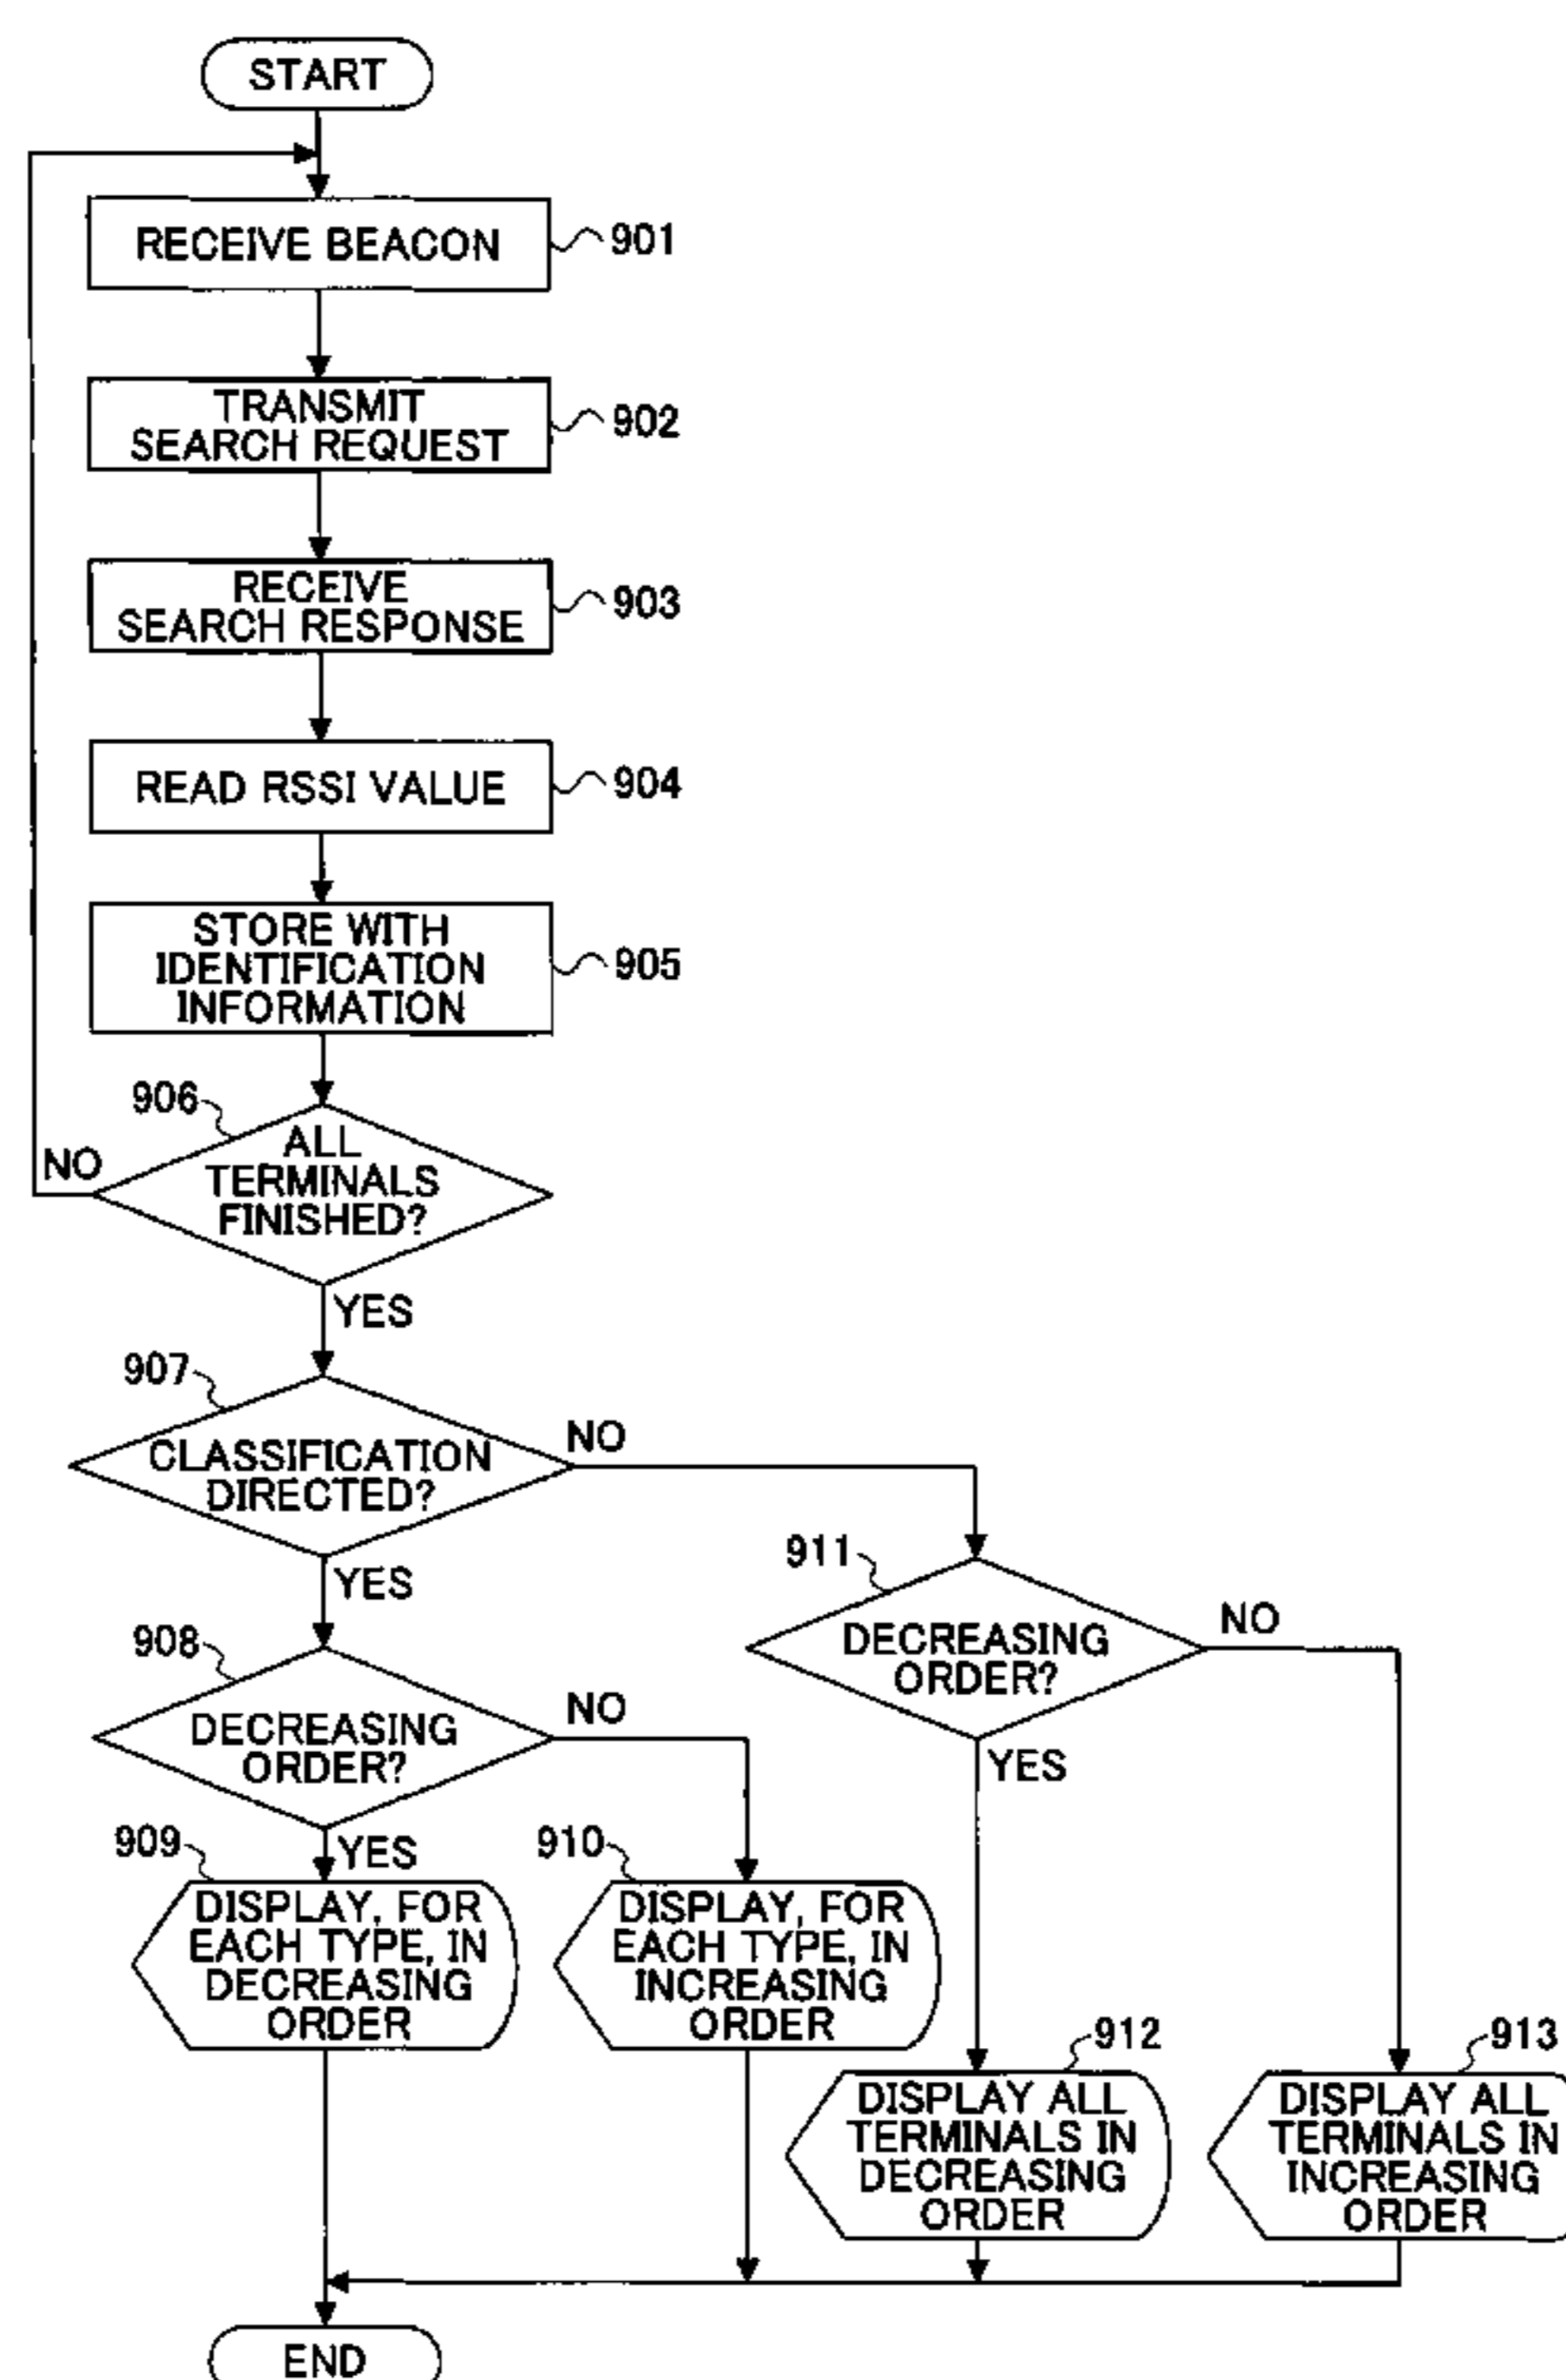 START
RECEIVE BEACON
901
TRANSMIT
SEARCH REQUEST
902
RECEIVE
SEARCH RESPONSE
903
READ RSSI VALUE
904
STORE WITH
IDENTIFICATION
INFORMATION
905
906
ALL
TERMINALS
FINISHED?
NO
YES
907
CLASSIFICATION
DIRECTED?
NO
YES
908
DECREASING
ORDER?
NO
YES
911
DECREASING
ORDER?
NO
YES
909
DISPLAY, FOR
EACH TYPE, IN
DECREASING
ORDER
910
DISPLAY, FOR
EACH TYPE, IN
INCREASING
ORDER
912
DISPLAY ALL
TERMINALS IN
DECREASING
ORDER
913
DISPLAY ALL
TERMINALS IN
INCREASING
ORDER
END